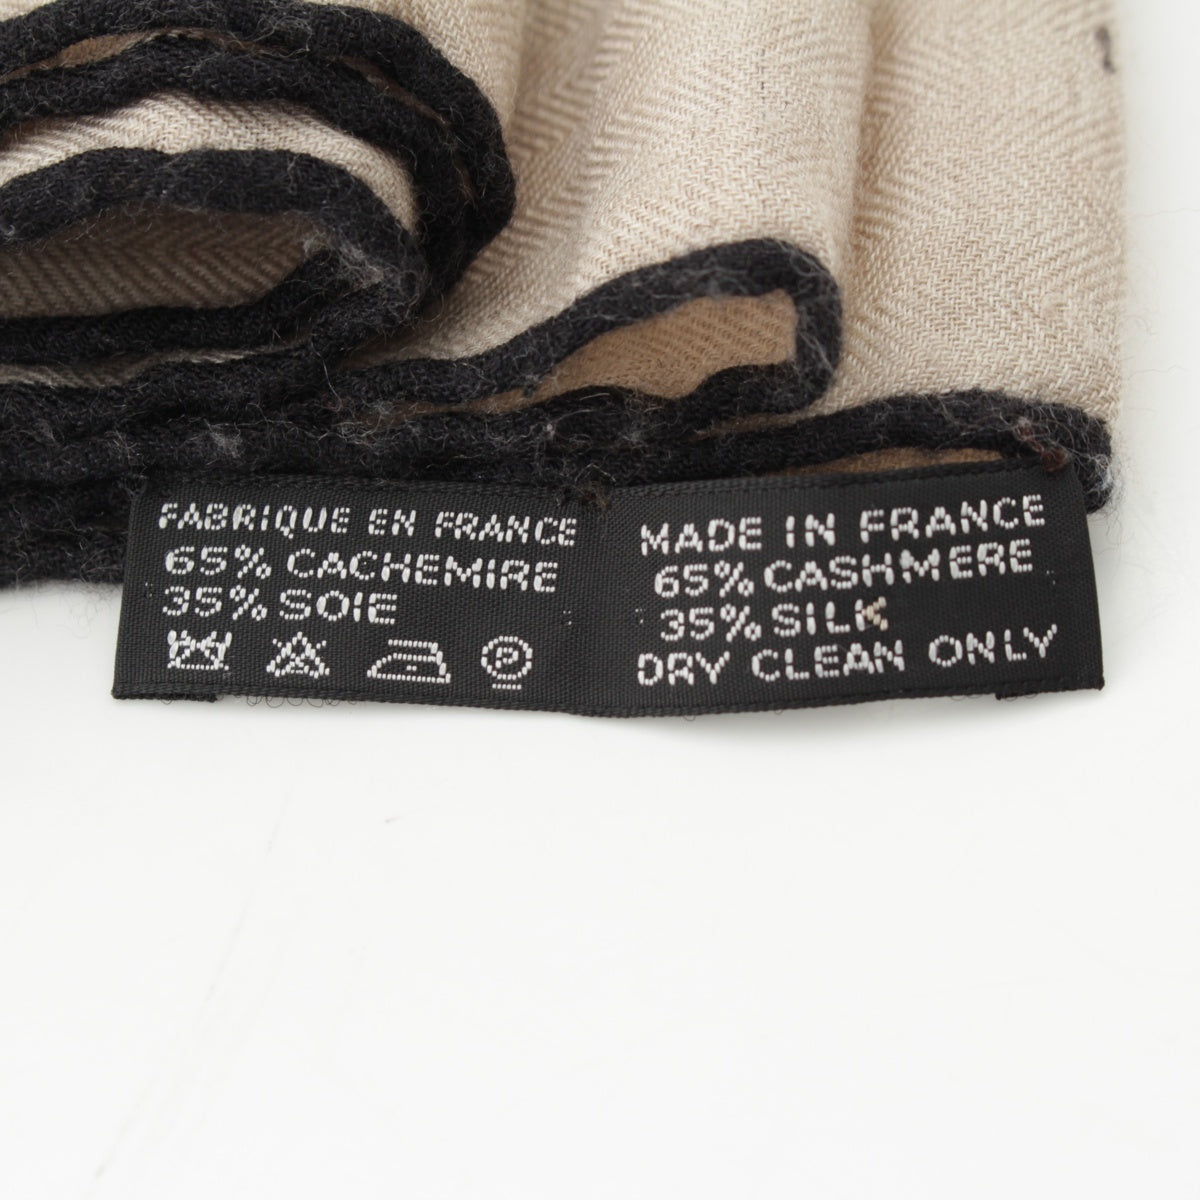 FABRIQUE EN FRANCE
65% CACHEMIRE
35% SOIE
P
MADE IN FRANCE
65% CASHMERE
35% SILK
DRY CLEAN ONLY